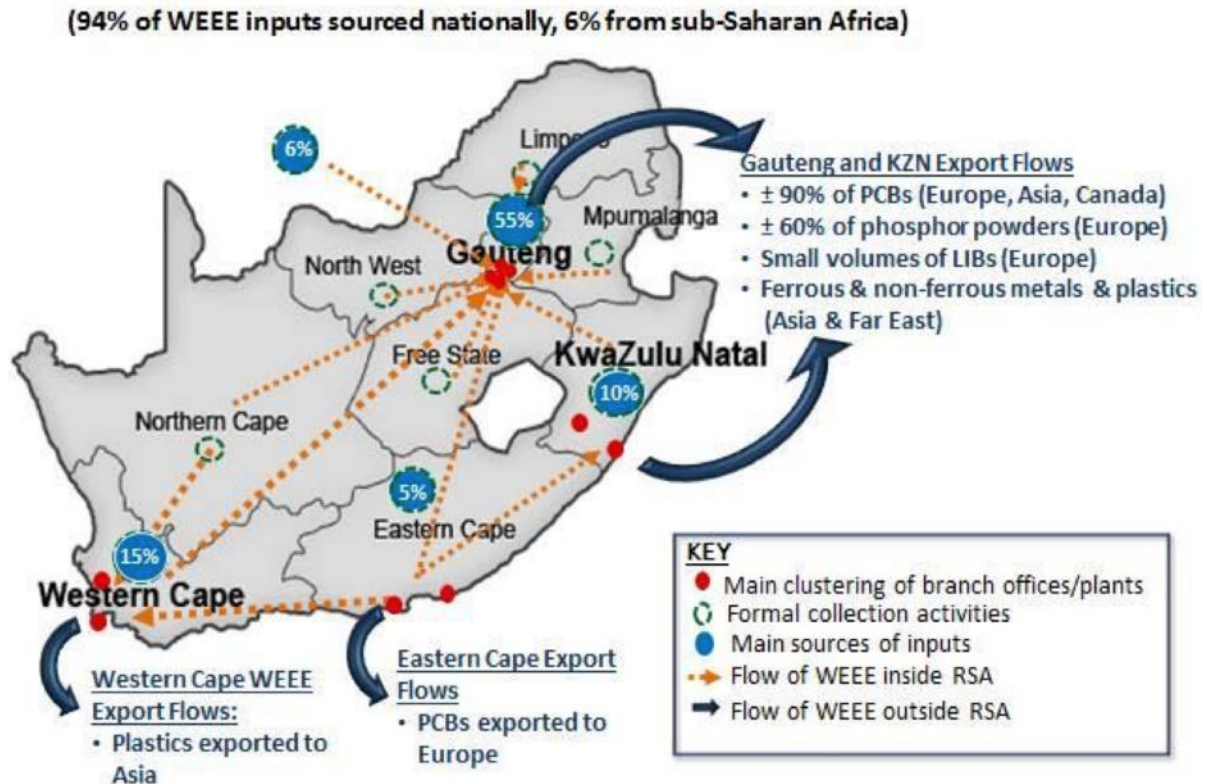 (94% of WEEE inputs sourced nationally, 6% from sub-Saharan Africa)
6%
Limpopo
55%
Mpumalanga
Gauteng
North West
Free State
KwaZulu Natal
10%
Northern Cape
5%
Eastern Cape
15%
Western Cape
Gauteng and KZN Export Flows
• ± 90% of PCBs (Europe, Asia, Canada)
• ± 60% of phosphor powders (Europe)
• Small volumes of LIBs (Europe)
• Ferrous & non-ferrous metals & plastics
(Asia & Far East)
Western Cape WEEE
Export Flows:
• Plastics exported to
Asia
Eastern Cape Export
Flows
• PCBs exported to
Europe
KEY
Main clustering of branch offices/plants
Formal collection activities
Main sources of inputs
Flow of WEEE inside RSA
Flow of WEEE outside RSA